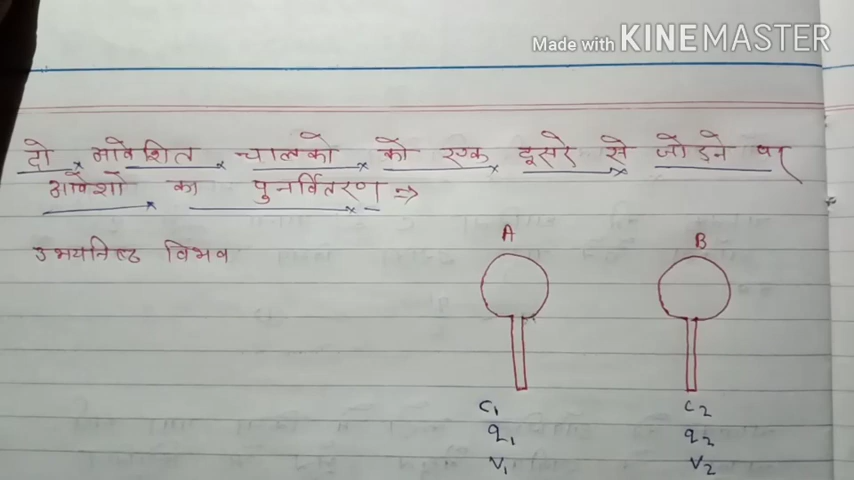 Made with KINEMASTER
दो आवेशित चालको को एक दूसरे से जोडने पर
आवेशो का पुनर्वितरण ⇒
उभयनिष्ठ विभव
A B
C₁ C₂
q₁ q₂
V₁ V₂